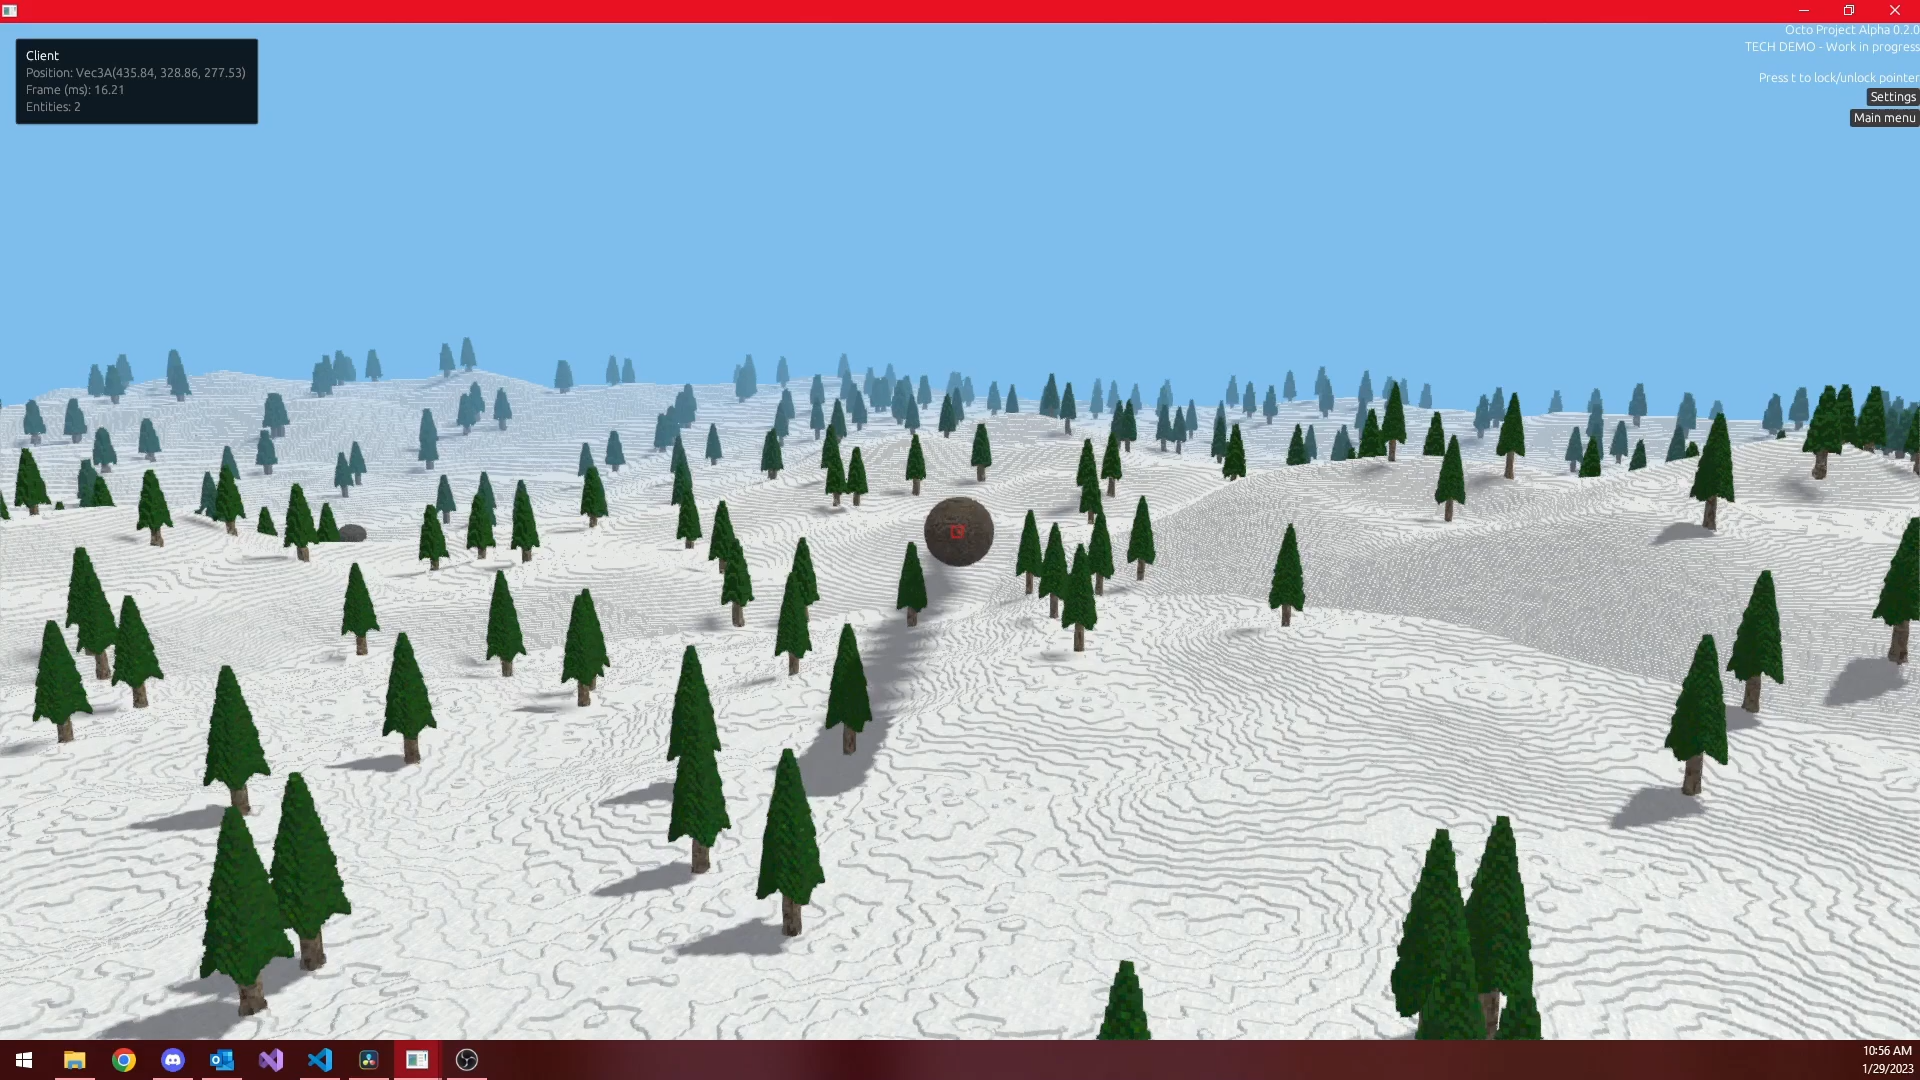 Client
Position: Vec3A(435.84, 328.86, 277.53)
Frame (ms): 16.21
Entities: 2
Octo Project Alpha 0.2.0
TECH DEMO - Work in progress
Press t to lock/unlock pointer
Settings
Main menu
10:56 AM
1/29/2023